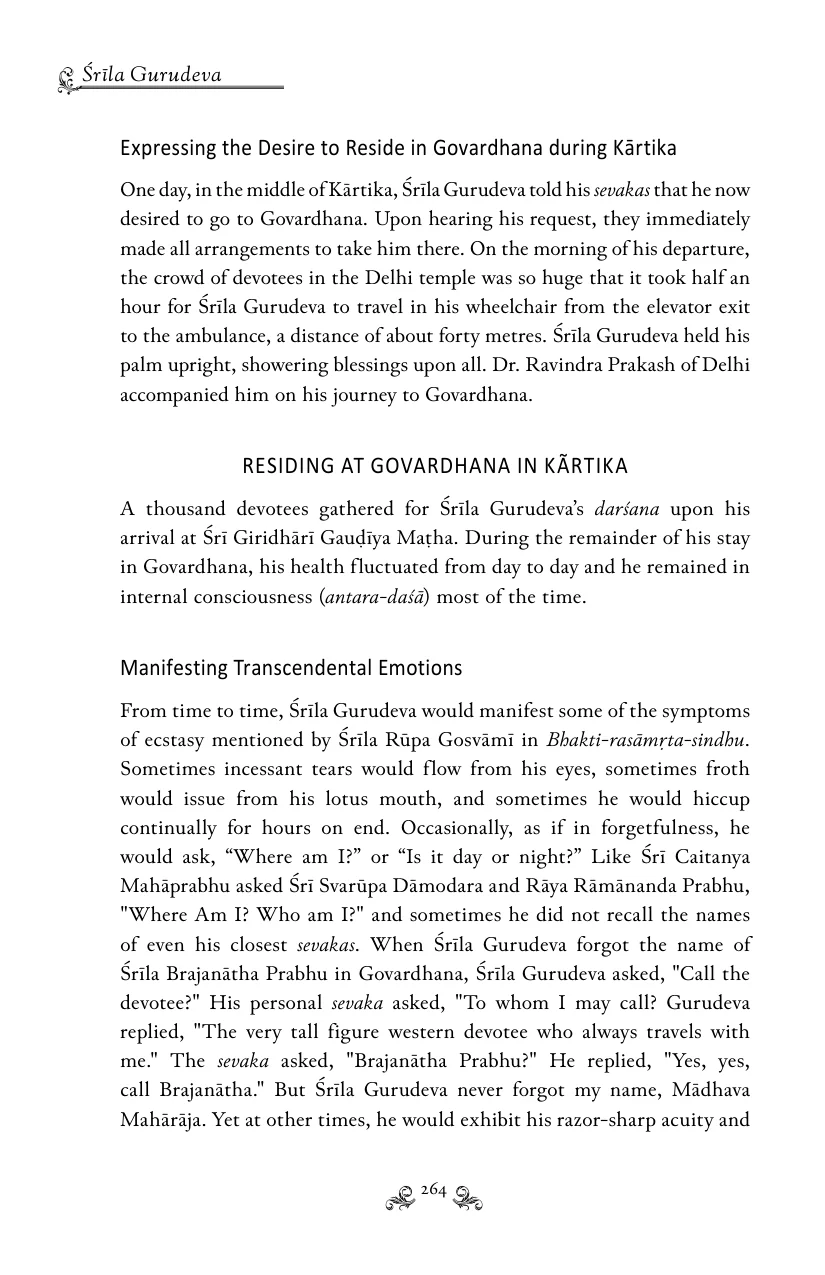 Śrīla Gurudeva
Expressing the Desire to Reside in Govardhana during Kārtika
One day, in the middle of Kārtika, Śrīla Gurudeva told his sevakas that he now
desired to go to Govardhana. Upon hearing his request, they immediately
made all arrangements to take him there. On the morning of his departure,
the crowd of devotees in the Delhi temple was so huge that it took half an
hour for Śrīla Gurudeva to travel in his wheelchair from the elevator exit
to the ambulance, a distance of about forty metres. Śrīla Gurudeva held his
palm upright, showering blessings upon all. Dr. Ravindra Prakash of Delhi
accompanied him on his journey to Govardhana.
RESIDING AT GOVARDHANA IN KÃRTIKA
A thousand devotees gathered for Śrīla Gurudeva’s darśana upon his
arrival at Śrī Giridhārī Gauḍīya Maṭha. During the remainder of his stay
in Govardhana, his health fluctuated from day to day and he remained in
internal consciousness (antara-daśā) most of the time.
Manifesting Transcendental Emotions
From time to time, Śrīla Gurudeva would manifest some of the symptoms
of ecstasy mentioned by Śrīla Rūpa Gosvāmī in Bhakti-rasāmṛta-sindhu.
Sometimes incessant tears would flow from his eyes, sometimes froth
would issue from his lotus mouth, and sometimes he would hiccup
continually for hours on end. Occasionally, as if in forgetfulness, he
would ask, “Where am I?” or “Is it day or night?” Like Śrī Caitanya
Mahāprabhu asked Śrī Svarūpa Dāmodara and Rāya Rāmānanda Prabhu,
"Where Am I? Who am I?" and sometimes he did not recall the names
of even his closest sevakas. When Śrīla Gurudeva forgot the name of
Śrīla Brajanātha Prabhu in Govardhana, Śrīla Gurudeva asked, "Call the
devotee?" His personal sevaka asked, "To whom I may call? Gurudeva
replied, "The very tall figure western devotee who always travels with
me." The sevaka asked, "Brajanātha Prabhu?" He replied, "Yes, yes,
call Brajanātha." But Śrīla Gurudeva never forgot my name, Mādhava
Mahārāja. Yet at other times, he would exhibit his razor-sharp acuity and
264